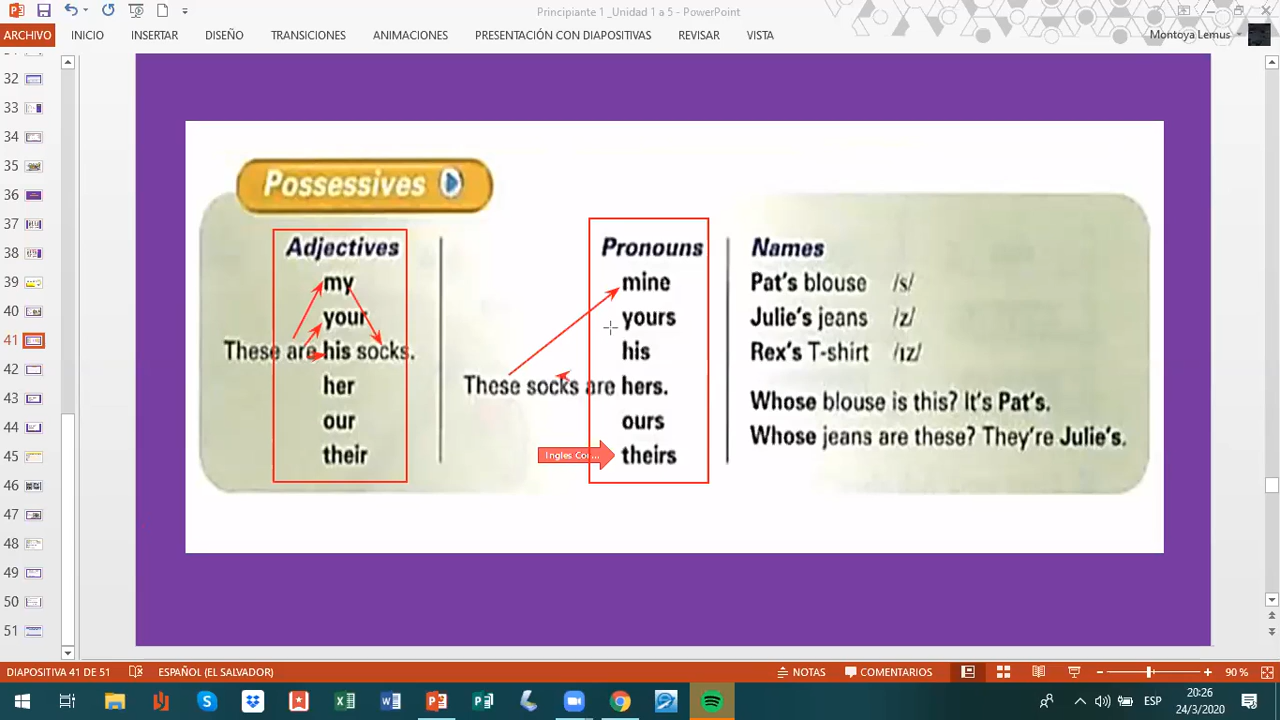 Principiante 1 _Unidad 1 a 5 - PowerPoint
ARCHIVO INICIO INSERTAR DISEÑO TRANSICIONES ANIMACIONES PRESENTACIÓN CON DIAPOSITIVAS REVISAR VISTA Montoya Lemus
32
33
34
35
36
37
38
39
40
41
42
43
44
45
46
47
48
49
50
51
Possessives
Adjectives Pronouns Names
my mine Pat's blouse /s/
your yours Julie's jeans /z/
These are his socks. his Rex's T-shirt /ɪz/
her These socks are hers.
Whose blouse is this? It's Pat's.
our ours
Whose jeans are these? They're Julie's.
their Ingles Co... theirs
DIAPOSITIVA 41 DE 51 ESPAÑOL (EL SALVADOR) NOTAS COMENTARIOS 90 %
ESP 20:26
24/3/2020